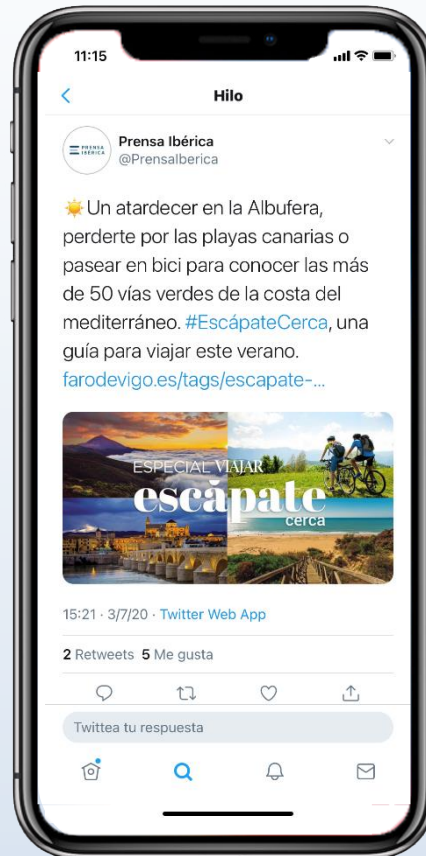 11:15
Hilo
PRENSA
IBÉRICA
Prensa Ibérica
@PrensaIberica
Un atardecer en la Albufera,
perderte por las playas canarias o
pasear en bici para conocer las más
de 50 vías verdes de la costa del
mediterráneo. #EscápateCerca, una
guía para viajar este verano.
farodevigo.es/tags/escapate-...
ESPECIAL VIAJAR
escápate
cerca
15:21 · 3/7/20 · Twitter Web App
2 Retweets 5 Me gusta
Twittea tu respuesta